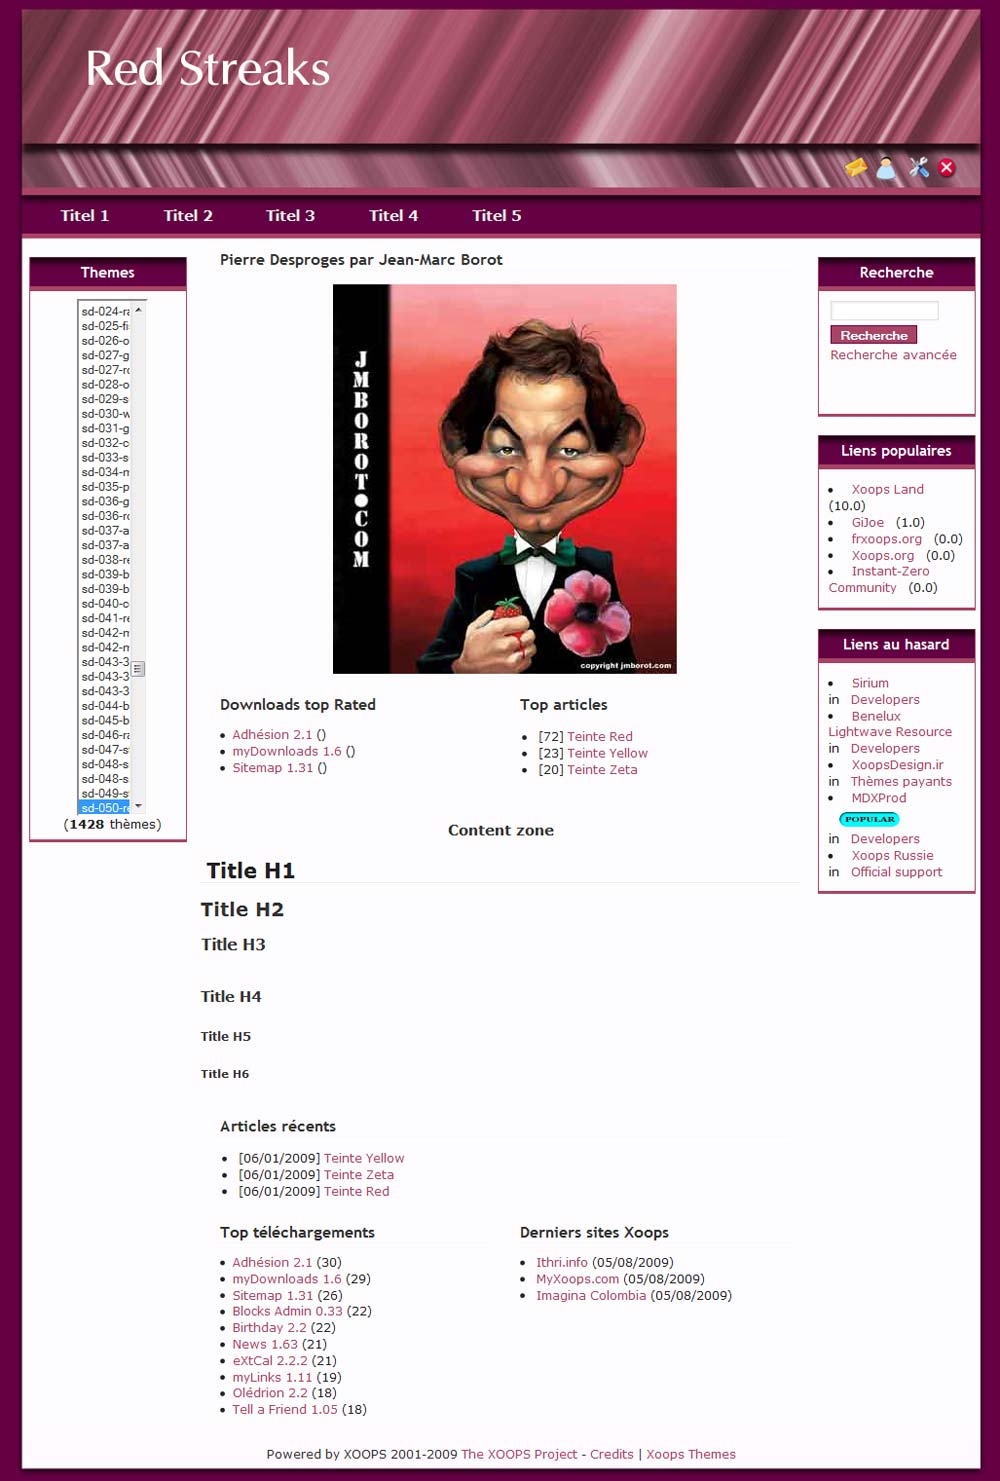 Red Streaks
Titel 1 Titel 2 Titel 3 Titel 4 Titel 5
Themes
sd-024-ra
sd-025-fi
sd-026-o
sd-027-g
sd-027-ro
sd-028-o
sd-029-s
sd-030-w
sd-031-g
sd-032-c
sd-033-s
sd-034-m
sd-035-p
sd-036-g
sd-036-ro
sd-037-a
sd-037-a
sd-038-re
sd-039-b
sd-039-b
sd-040-c
sd-041-re
sd-042-m
sd-042-m
sd-043-3
sd-043-3
sd-043-3
sd-044-b
sd-045-b
sd-046-ra
sd-047-s
sd-048-s
sd-048-s
sd-049-s
sd-050-re
(1428 thèmes)
Pierre Desproges par Jean-Marc Borot
JMBOROT•COM
copyright jmborot.com
Downloads top Rated
• Adhésion 2.1 ()
• myDownloads 1.6 ()
• Sitemap 1.31 ()
Top articles
• [72] Teinte Red
• [23] Teinte Yellow
• [20] Teinte Zeta
Content zone
Title H1
Title H2
Title H3
Title H4
Title H5
Title H6
Articles récents
• [06/01/2009] Teinte Yellow
• [06/01/2009] Teinte Zeta
• [06/01/2009] Teinte Red
Top téléchargements
• Adhésion 2.1 (30)
• myDownloads 1.6 (29)
• Sitemap 1.31 (26)
• Blocks Admin 0.33 (22)
• Birthday 2.2 (22)
• News 1.63 (21)
• eXtCal 2.2.2 (21)
• myLinks 1.11 (19)
• Olédrion 2.2 (18)
• Tell a Friend 1.05 (18)
Derniers sites Xoops
• Ithri.info (05/08/2009)
• MyXoops.com (05/08/2009)
• Imagina Colombia (05/08/2009)
Recherche
Recherche
Recherche avancée
Liens populaires
• Xoops Land
(10.0)
• GiJoe (1.0)
• frxoops.org (0.0)
• Xoops.org (0.0)
• Instant-Zero
Community (0.0)
Liens au hasard
• Sirium
in Developers
• Benelux
Lightwave Resource
in Developers
• XoopsDesign.ir
in Thèmes payants
• MDXProd
POPULAR
in Developers
• Xoops Russie
in Official support
Powered by XOOPS 2001-2009 The XOOPS Project - Credits | Xoops Themes